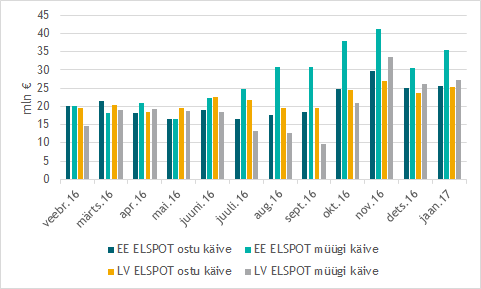 45
40
35
30
25
20
15
10
5
0
mln €
veebr.16 märts.16 apr.16 mai.16 juuni.16 juuli.16 aug.16 sept.16 okt.16 nov.16 dets.16 jaan.17
EE ELSPOT ostu käive EE ELSPOT müügi käive
LV ELSPOT ostu käive LV ELSPOT müügi käive